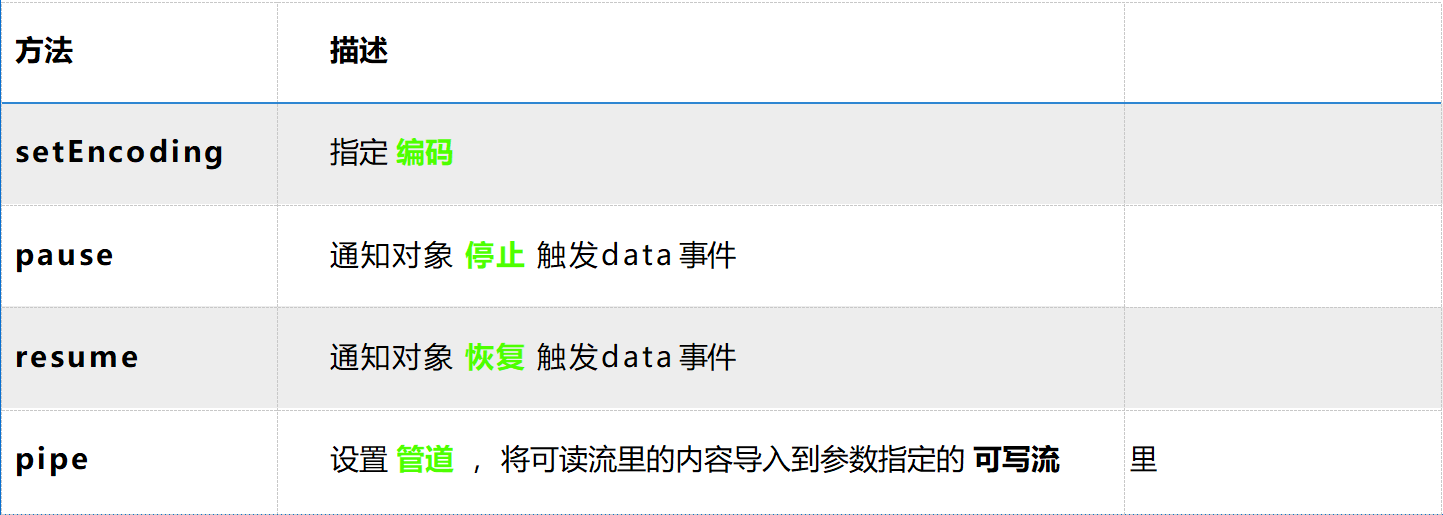 方法 描述
setEncoding 指定 编码
pause 通知对象 停止 触发data事件
resume 通知对象 恢复 触发data事件
pipe 设置 管道 ，将可读流里的内容导入到参数指定的 可写流 里